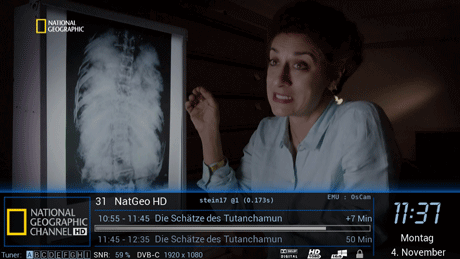 NATIONAL
GEOGRAPHIC
31 NatGeo HD
stein17 @1 (0.173s)
EMU : OsCam
NATIONAL
GEOGRAPHIC
CHANNEL HD
10:55 - 11:45 Die Schätze des Tutanchamun +7 Min
11:45 - 12:35 Die Schätze des Tutanchamun 50 Min
11:37
Montag
4. November
Tuner: A B C D E F G H I SNR: 59 % DVB-C 1920 x 1080
DOLBY
HD